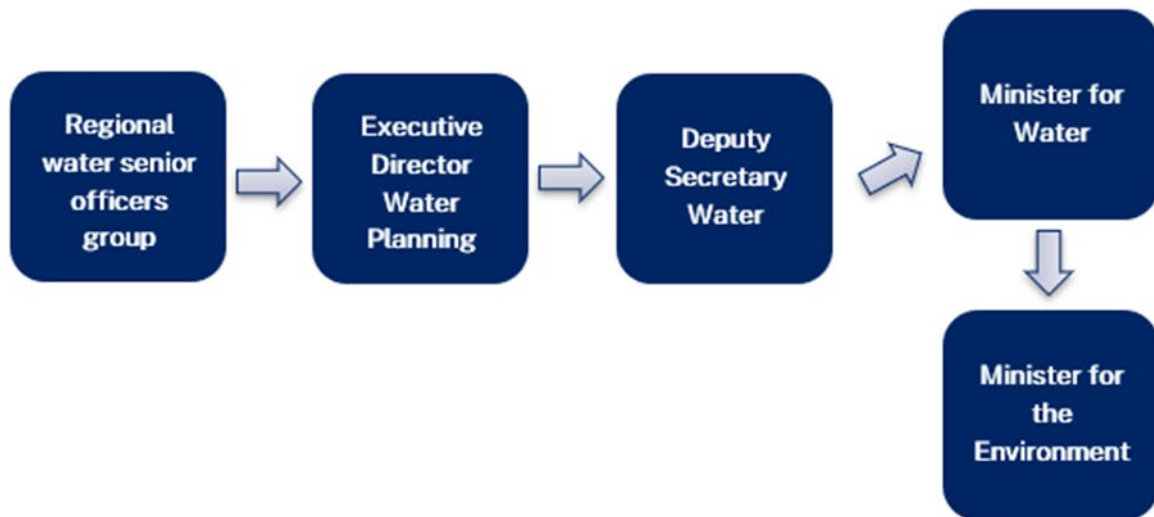 Regional
water senior
officers
group
Executive
Director
Water
Planning
Deputy
Secretary
Water
Minister for
Water
Minister for
the
Environment